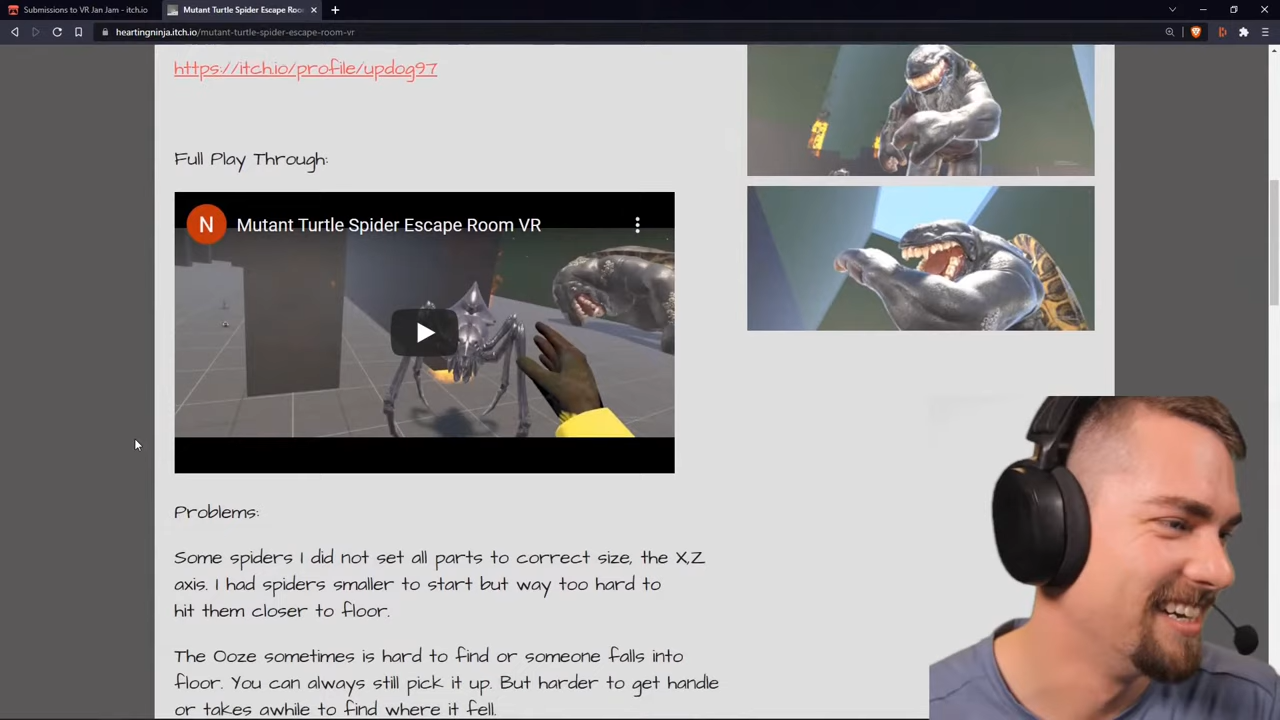 Submissions to VR Jan Jam - itch.io
Mutant Turtle Spider Escape Roo
heartingninja.itch.io/mutant-turtle-spider-escape-room-vr
https://itch.io/profile/updog97
Full Play Through:
N
Mutant Turtle Spider Escape Room VR
Problems:
Some spiders I did not set all parts to correct size, the X,Z
axis. I had spiders smaller to start but way too hard to
hit them closer to floor.
The Ooze sometimes is hard to find or someone falls into
floor. You can always still pick it up. But harder to get handle
or takes awhile to find where it fell.